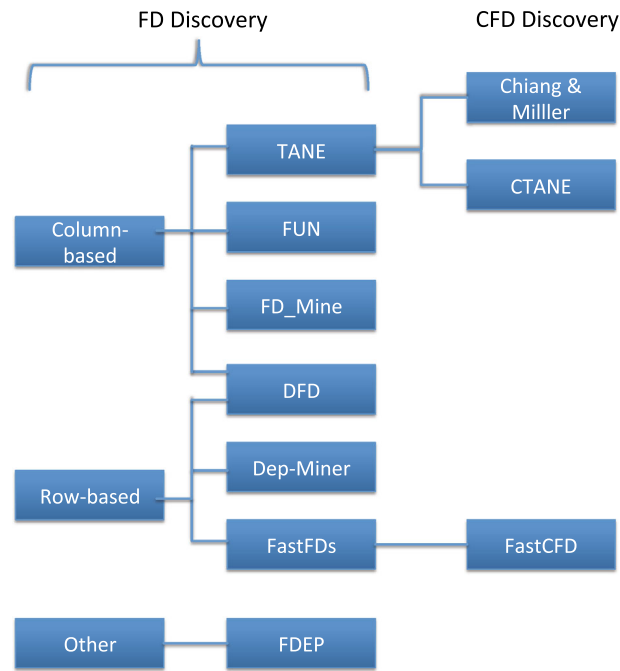 FD Discovery
CFD Discovery
Chiang &
Milller
TANE
CTANE
Column-
based
FUN
FD_Mine
DFD
Dep-Miner
Row-based
FastFDs
FastCFD
Other
FDEP